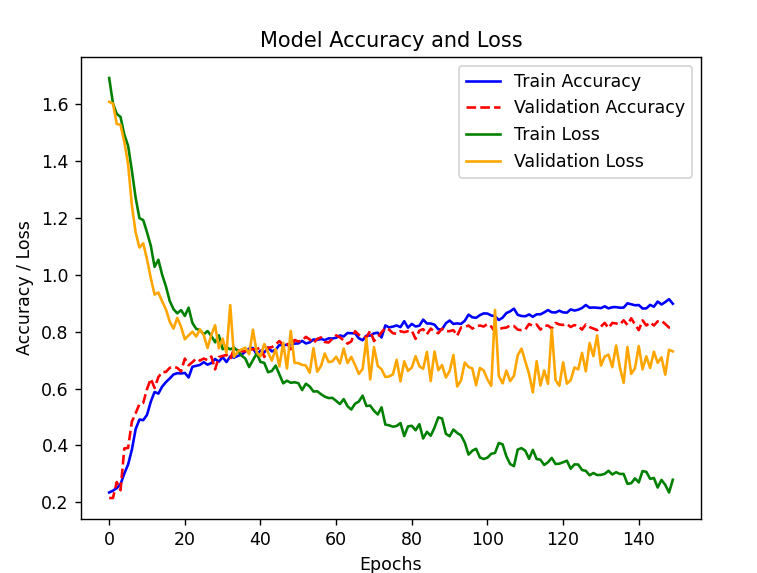 Model Accuracy and Loss
Train Accuracy
Validation Accuracy
Train Loss
Validation Loss
Accuracy / Loss
1.6
1.4
1.2
1.0
0.8
0.6
0.4
0.2
0 20 40 60 80 100 120 140
Epochs